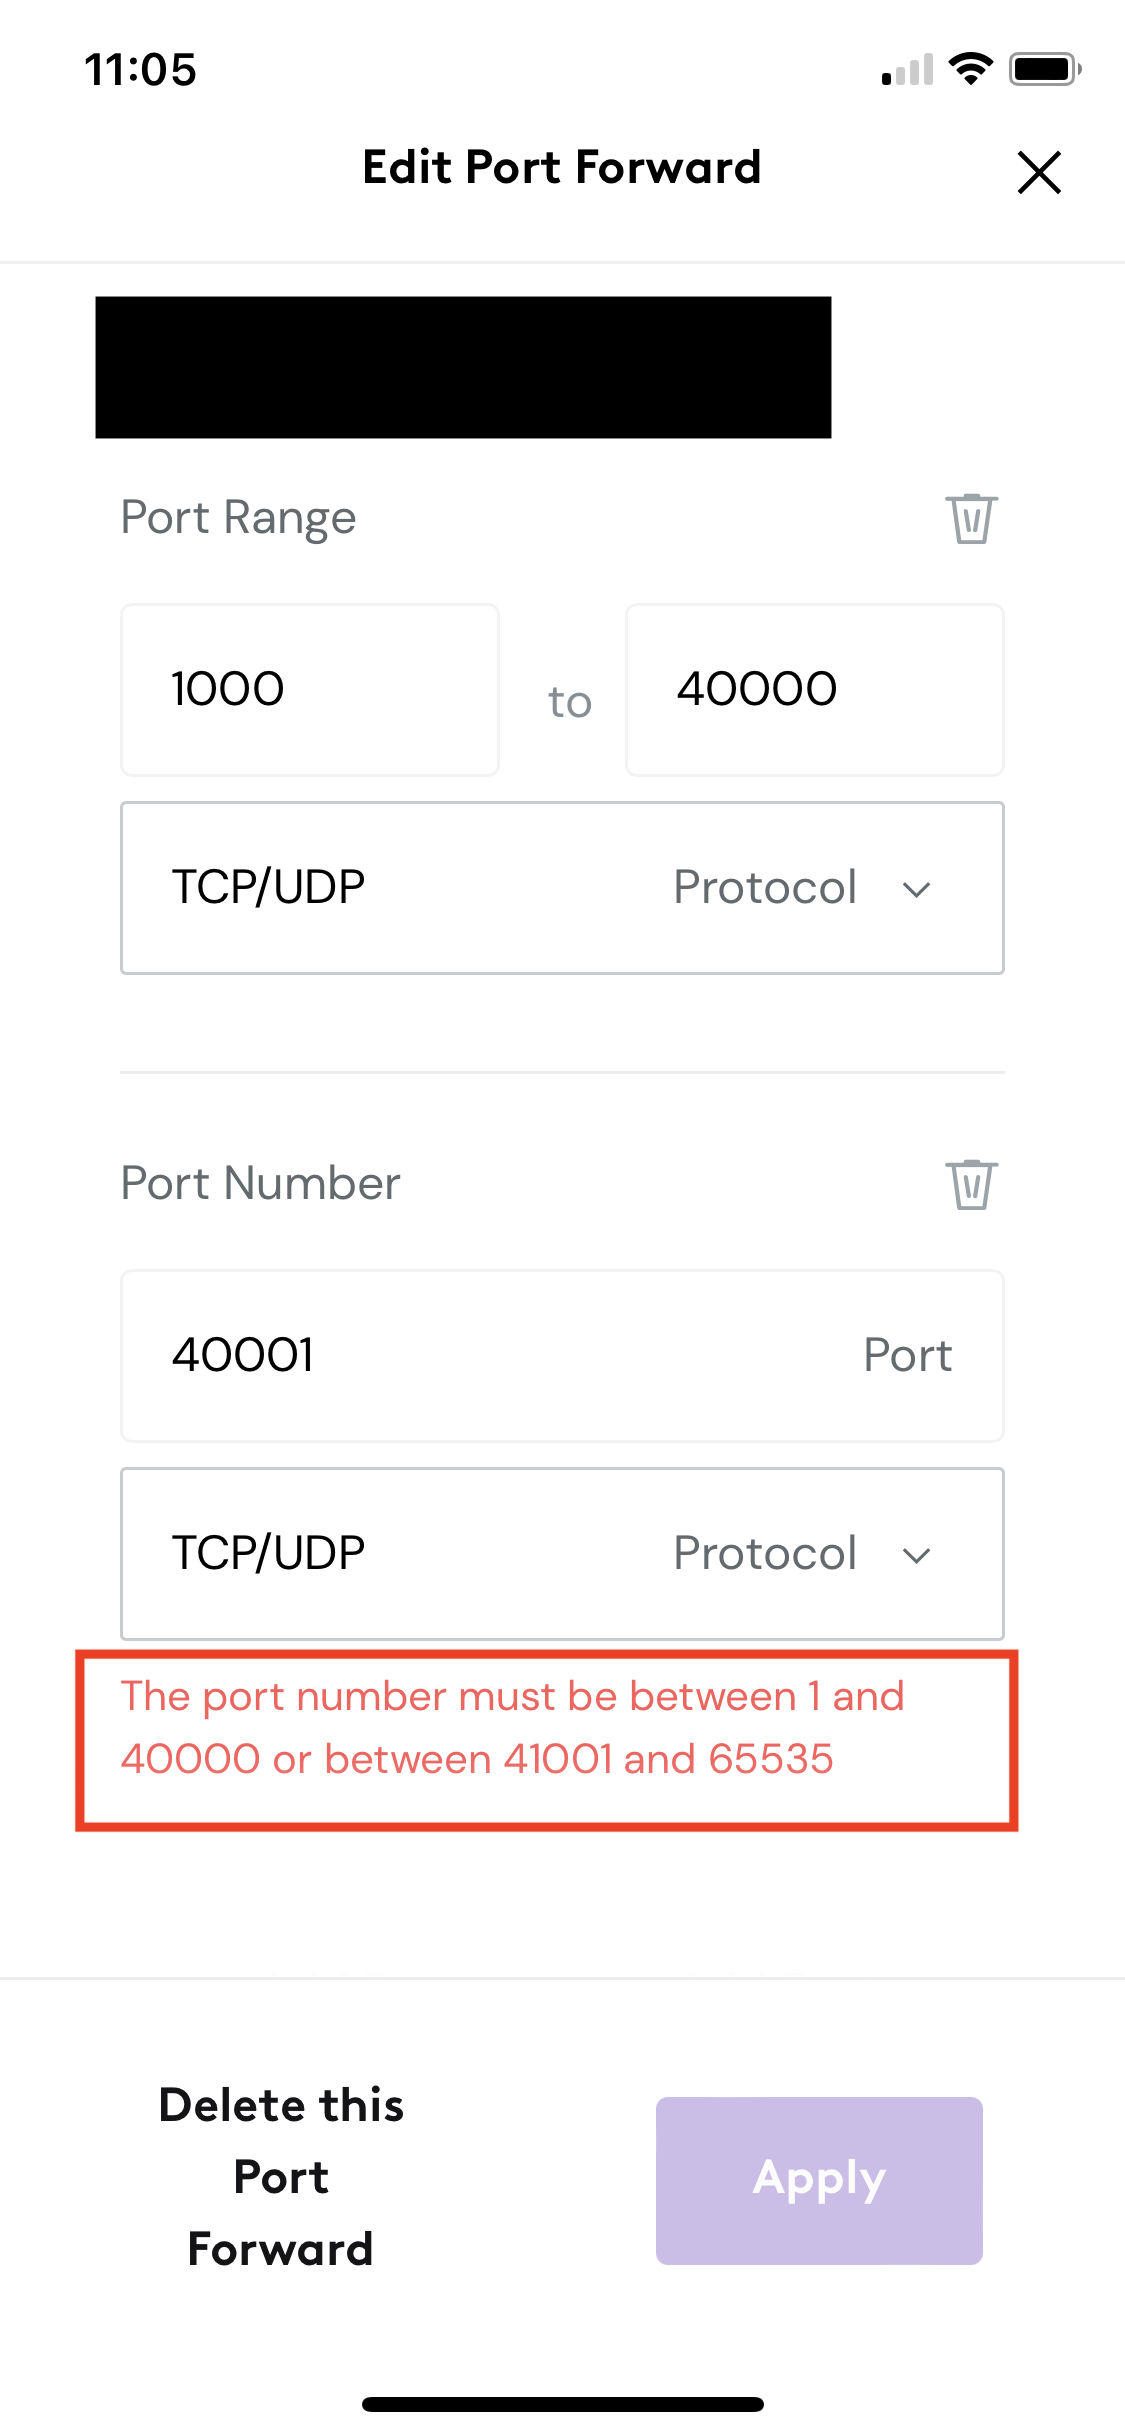 11:05
Edit Port Forward
Port Range
1000 to 40000
TCP/UDP Protocol
Port Number
40001 Port
TCP/UDP Protocol
The port number must be between 1 and
40000 or between 41001 and 65535
Delete this
Port
Forward
Apply